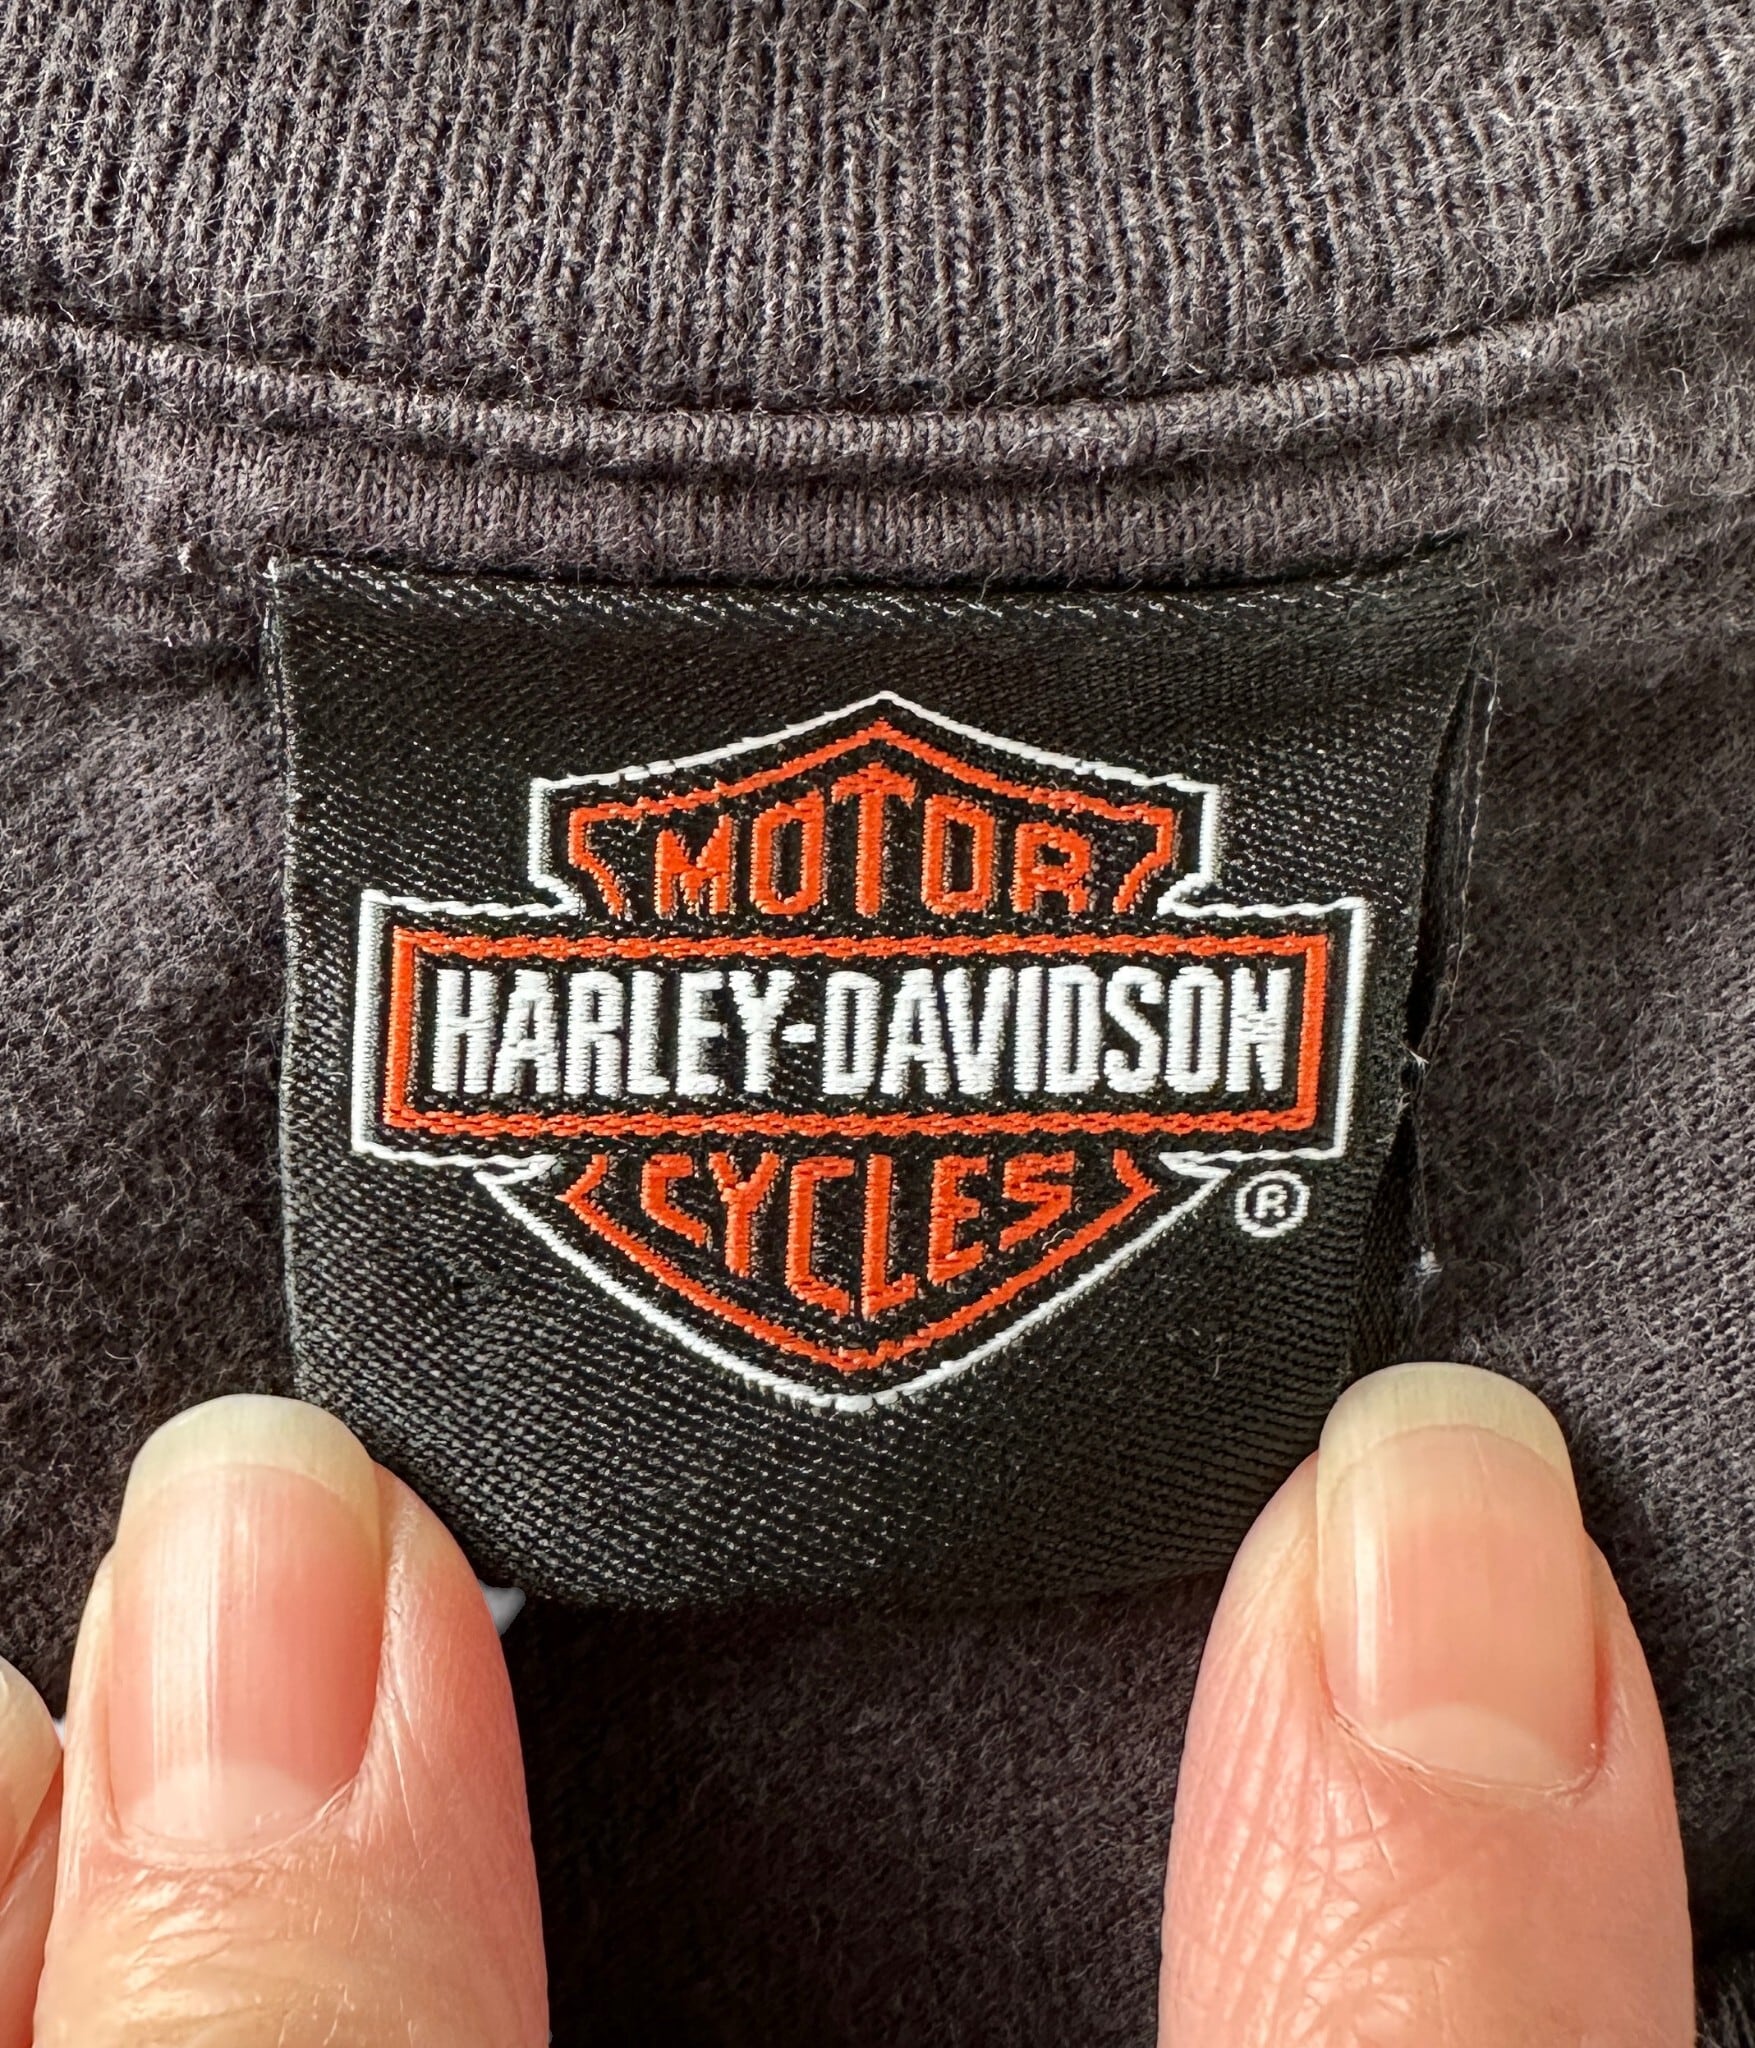 MOTOR
HARLEY-DAVIDSON
CYCLES
®